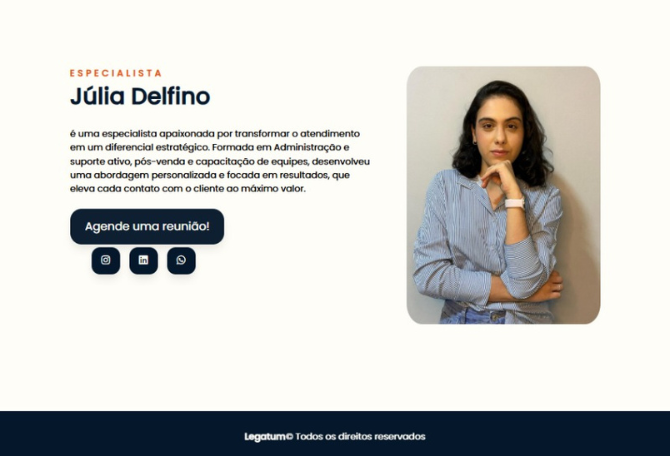 ESPECIALISTA
Júlia Delfino
é uma especialista apaixonada por transformar o atendimento
em um diferencial estratégico. Formada em Administração e
suporte ativo, pós-venda e capacitação de equipes, desenvolveu
uma abordagem personalizada e focada em resultados, que
eleva cada contato com o cliente ao máximo valor.
Agende uma reunião!
Legatum© Todos os direitos reservados